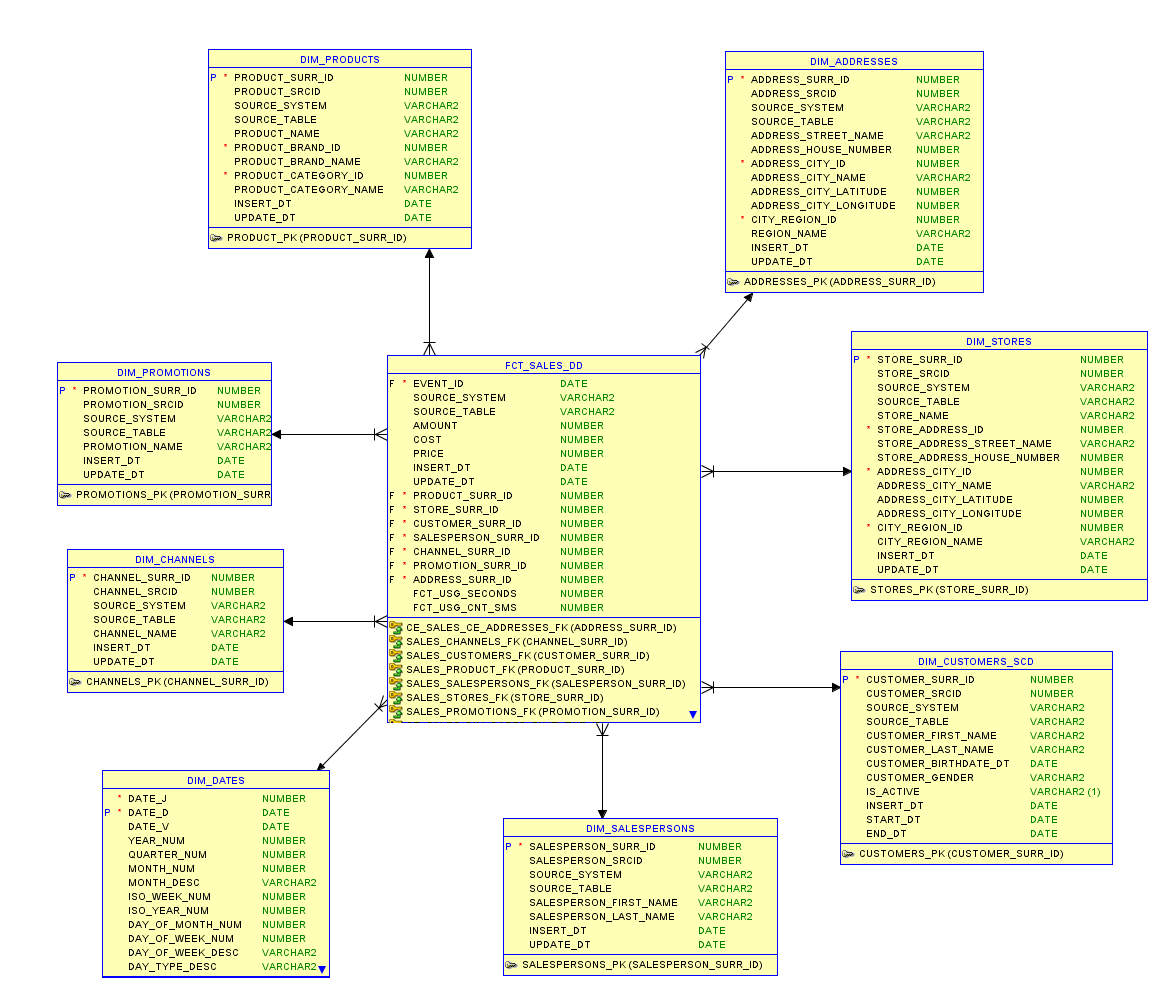 DIM_PRODUCTS
P * PRODUCT_SURR_ID NUMBER
PRODUCT_SRCID NUMBER
SOURCE_SYSTEM VARCHAR2
SOURCE_TABLE VARCHAR2
PRODUCT_NAME VARCHAR2
* PRODUCT_BRAND_ID NUMBER
PRODUCT_BRAND_NAME VARCHAR2
* PRODUCT_CATEGORY_ID NUMBER
PRODUCT_CATEGORY_NAME VARCHAR2
INSERT_DT DATE
UPDATE_DT DATE
PRODUCT_PK (PRODUCT_SURR_ID)
DIM_ADDRESSES
P * ADDRESS_SURR_ID NUMBER
ADDRESS_SRCID NUMBER
SOURCE_SYSTEM VARCHAR2
SOURCE_TABLE VARCHAR2
ADDRESS_STREET_NAME VARCHAR2
ADDRESS_HOUSE_NUMBER NUMBER
* ADDRESS_CITY_ID NUMBER
ADDRESS_CITY_NAME VARCHAR2
ADDRESS_CITY_LATITUDE NUMBER
ADDRESS_CITY_LONGITUDE NUMBER
* CITY_REGION_ID NUMBER
REGION_NAME VARCHAR2
INSERT_DT DATE
UPDATE_DT DATE
ADDRESSES_PK (ADDRESS_SURR_ID)
DIM_PROMOTIONS
P * PROMOTION_SURR_ID NUMBER
PROMOTION_SRCID NUMBER
SOURCE_SYSTEM VARCHAR2
SOURCE_TABLE VARCHAR2
PROMOTION_NAME VARCHAR2
INSERT_DT DATE
UPDATE_DT DATE
PROMOTIONS_PK (PROMOTION_SURR
FCT_SALES_DD
F * EVENT_ID DATE
SOURCE_SYSTEM VARCHAR2
SOURCE_TABLE VARCHAR2
AMOUNT NUMBER
COST NUMBER
PRICE NUMBER
INSERT_DT DATE
UPDATE_DT DATE
F * PRODUCT_SURR_ID NUMBER
F * STORE_SURR_ID NUMBER
F * CUSTOMER_SURR_ID NUMBER
F * SALESPERSON_SURR_ID NUMBER
F * CHANNEL_SURR_ID NUMBER
F * PROMOTION_SURR_ID NUMBER
F * ADDRESS_SURR_ID NUMBER
FCT_USG_SECONDS NUMBER
FCT_USG_CNT_SMS NUMBER
CE_SALES_CE_ADDRESSES_FK (ADDRESS_SURR_ID)
SALES_CHANNELS_FK (CHANNEL_SURR_ID)
SALES_CUSTOMERS_FK (CUSTOMER_SURR_ID)
SALES_PRODUCT_FK (PRODUCT_SURR_ID)
SALES_SALESPERSONS_FK (SALESPERSON_SURR_ID)
SALES_STORES_FK (STORE_SURR_ID)
SALES_PROMOTIONS_FK (PROMOTION_SURR_ID)
DIM_STORES
P * STORE_SURR_ID NUMBER
STORE_SRCID NUMBER
SOURCE_SYSTEM VARCHAR2
SOURCE_TABLE VARCHAR2
STORE_NAME VARCHAR2
* STORE_ADDRESS_ID NUMBER
STORE_ADDRESS_STREET_NAME VARCHAR2
STORE_ADDRESS_HOUSE_NUMBER NUMBER
* ADDRESS_CITY_ID NUMBER
ADDRESS_CITY_NAME VARCHAR2
ADDRESS_CITY_LATITUDE NUMBER
ADDRESS_CITY_LONGITUDE NUMBER
* CITY_REGION_ID NUMBER
CITY_REGION_NAME VARCHAR2
INSERT_DT DATE
UPDATE_DT DATE
STORES_PK (STORE_SURR_ID)
DIM_CHANNELS
P * CHANNEL_SURR_ID NUMBER
CHANNEL_SRCID NUMBER
SOURCE_SYSTEM VARCHAR2
SOURCE_TABLE VARCHAR2
CHANNEL_NAME VARCHAR2
INSERT_DT DATE
UPDATE_DT DATE
CHANNELS_PK (CHANNEL_SURR_ID)
DIM_CUSTOMERS_SCD
P * CUSTOMER_SURR_ID NUMBER
CUSTOMER_SRCID NUMBER
SOURCE_SYSTEM VARCHAR2
SOURCE_TABLE VARCHAR2
CUSTOMER_FIRST_NAME VARCHAR2
CUSTOMER_LAST_NAME VARCHAR2
CUSTOMER_BIRTHDATE_DT DATE
CUSTOMER_GENDER VARCHAR2
IS_ACTIVE VARCHAR2 (1)
INSERT_DT DATE
START_DT DATE
END_DT DATE
CUSTOMERS_PK (CUSTOMER_SURR_ID)
DIM_DATES
* DATE_J NUMBER
P * DATE_D DATE
DATE_V DATE
YEAR_NUM NUMBER
QUARTER_NUM NUMBER
MONTH_NUM NUMBER
MONTH_DESC VARCHAR2
ISO_WEEK_NUM NUMBER
ISO_YEAR_NUM NUMBER
DAY_OF_MONTH_NUM NUMBER
DAY_OF_WEEK_NUM NUMBER
DAY_OF_WEEK_DESC VARCHAR2
DAY_TYPE_DESC VARCHAR2
DIM_SALESPERSONS
P * SALESPERSON_SURR_ID NUMBER
SALESPERSON_SRCID NUMBER
SOURCE_SYSTEM VARCHAR2
SOURCE_TABLE VARCHAR2
SALESPERSON_FIRST_NAME VARCHAR2
SALESPERSON_LAST_NAME VARCHAR2
INSERT_DT DATE
UPDATE_DT DATE
SALESPERSONS_PK (SALESPERSON_SURR_ID)